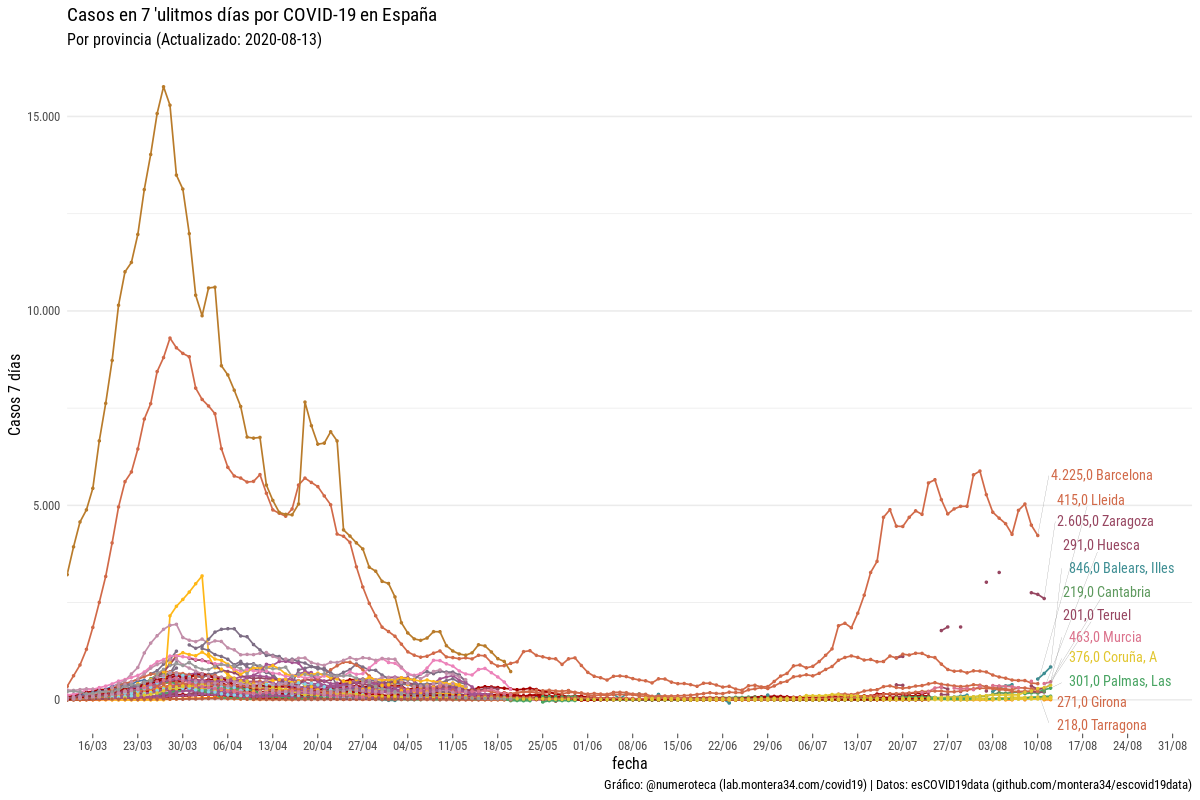 Casos en 7 'ulitmos días por COVID-19 en España
Por provincia (Actualizado: 2020-08-13)
Casos 7 días
15.000
10.000
5.000
0
4.225,0 Barcelona
415,0 Lleida
2.605,0 Zaragoza
291,0 Huesca
846,0 Balears, Illes
219,0 Cantabria
201,0 Teruel
463,0 Murcia
376,0 Coruña, A
301,0 Palmas, Las
271,0 Girona
218,0 Tarragona
16/03 23/03 30/03 06/04 13/04 20/04 27/04 04/05 11/05 18/05 25/05 01/06 08/06 15/06 22/06 29/06 06/07 13/07 20/07 27/07 03/08 10/08 17/08 24/08 31/08
fecha
Gráfico: @numeroteca (lab.montera34.com/covid19) | Datos: esCOVID19data (github.com/montera34/escovid19data)